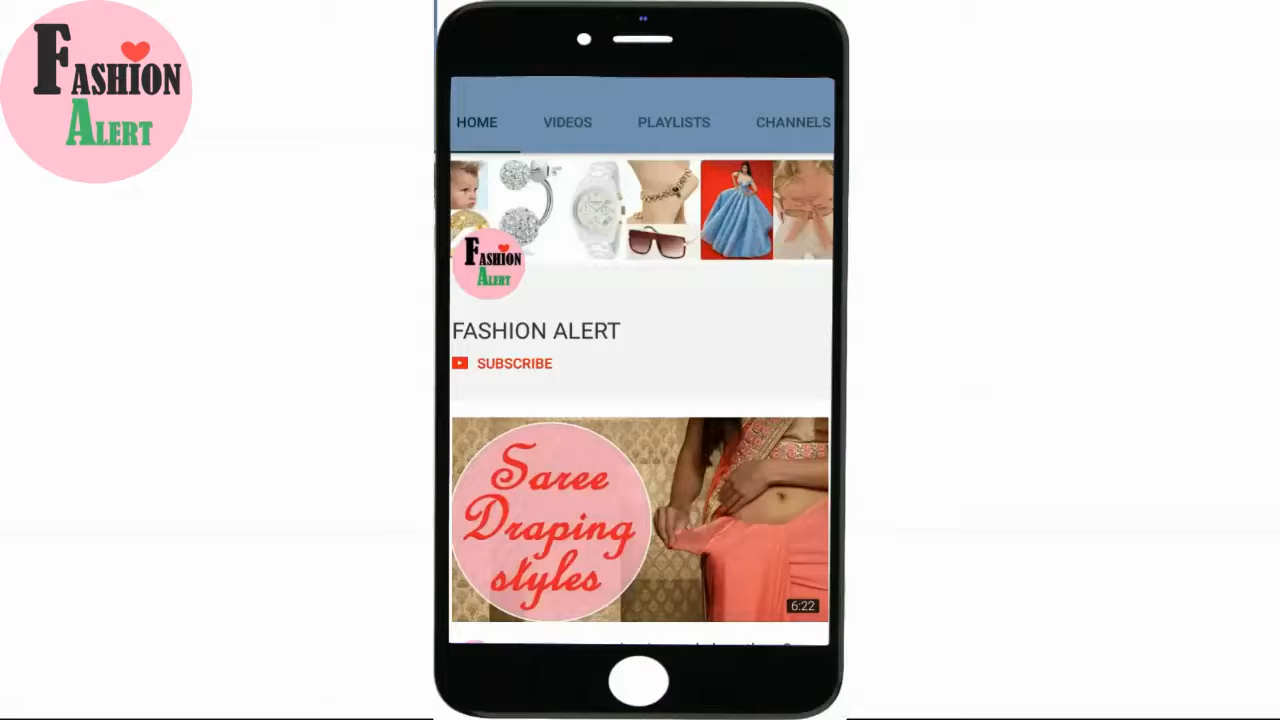 FASHION
ALERT
HOME VIDEOS PLAYLISTS CHANNELS
FASHION
ALERT
FASHION ALERT
SUBSCRIBE
Saree
Draping
styles
6:22